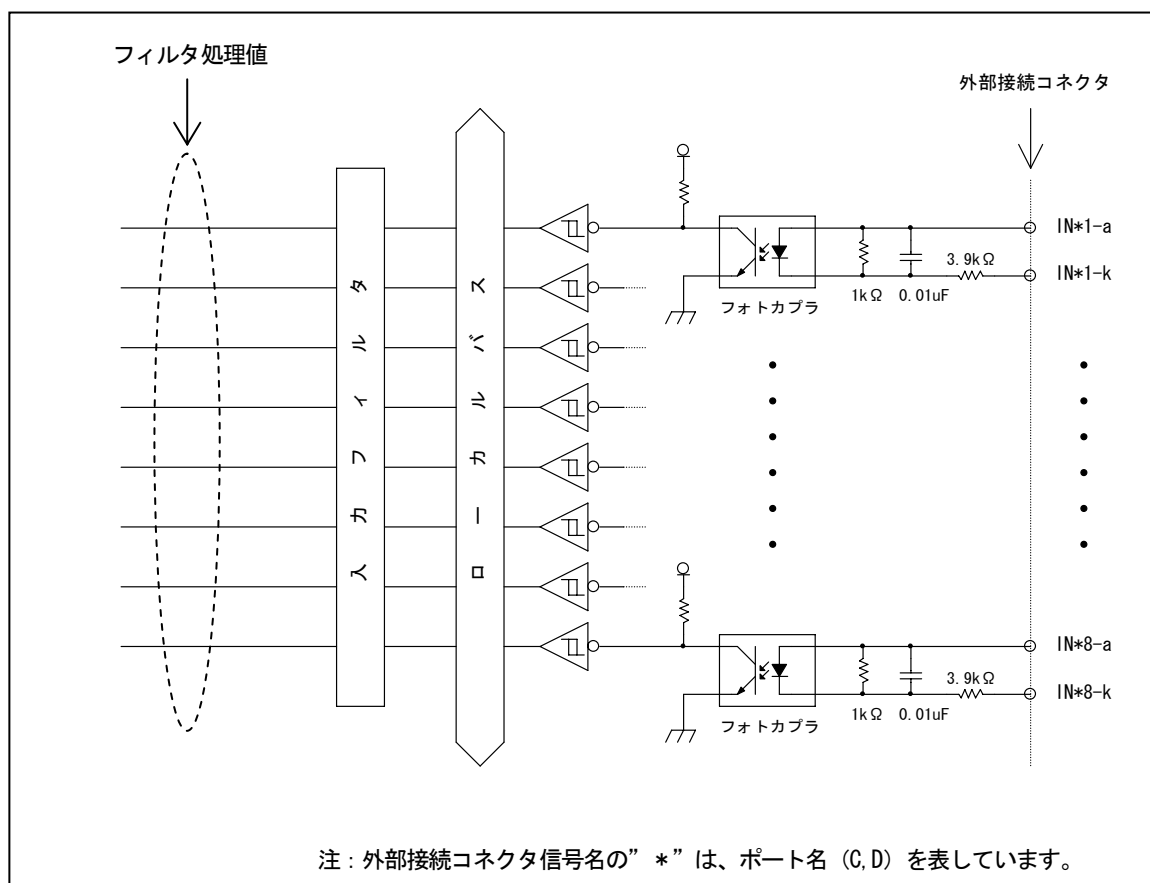 フィルタ処理値
外部接続コネクタ
入力フィルタ
ローカルバス
IN*1-a
IN*1-k
3.9kΩ
1kΩ 0.01uF
フォトカプラ
IN*8-a
IN*8-k
3.9kΩ
1kΩ 0.01uF
フォトカプラ
注：外部接続コネクタ信号名の”*”は、ポート名（C,D）を表しています。